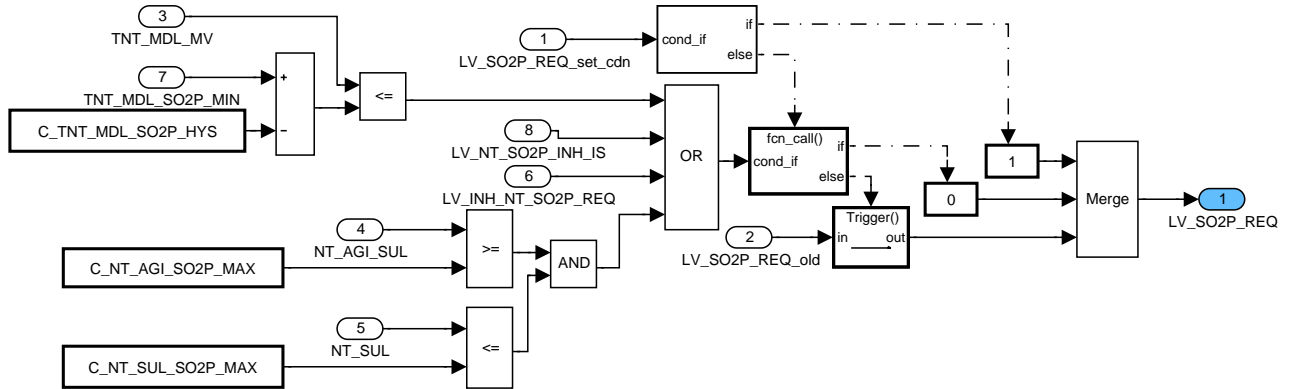 3
TNT_MDL_MV
7
TNT_MDL_SO2P_MIN
C_TNT_MDL_SO2P_HYS
+
−
<=
1
LV_SO2P_REQ_set_cdn
cond_if
if
else
8
LV_NT_SO2P_INH_IS
6
LV_INH_NT_SO2P_REQ
4
NT_AGI_SUL
C_NT_AGI_SO2P_MAX
>=
AND
5
NT_SUL
C_NT_SUL_SO2P_MAX
<=
OR
fcn_call()
cond_if
if
else
2
LV_SO2P_REQ_old
Trigger()
in
out
1
0
Merge
1
LV_SO2P_REQ